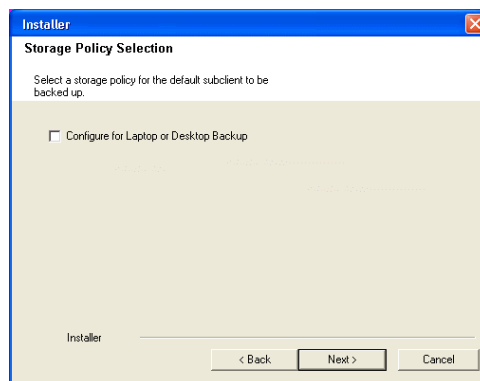 Installer
Storage Policy Selection
Select a storage policy for the default subclient to be
backed up.
Configure for Laptop or Desktop Backup
Installer
< Back
Next >
Cancel